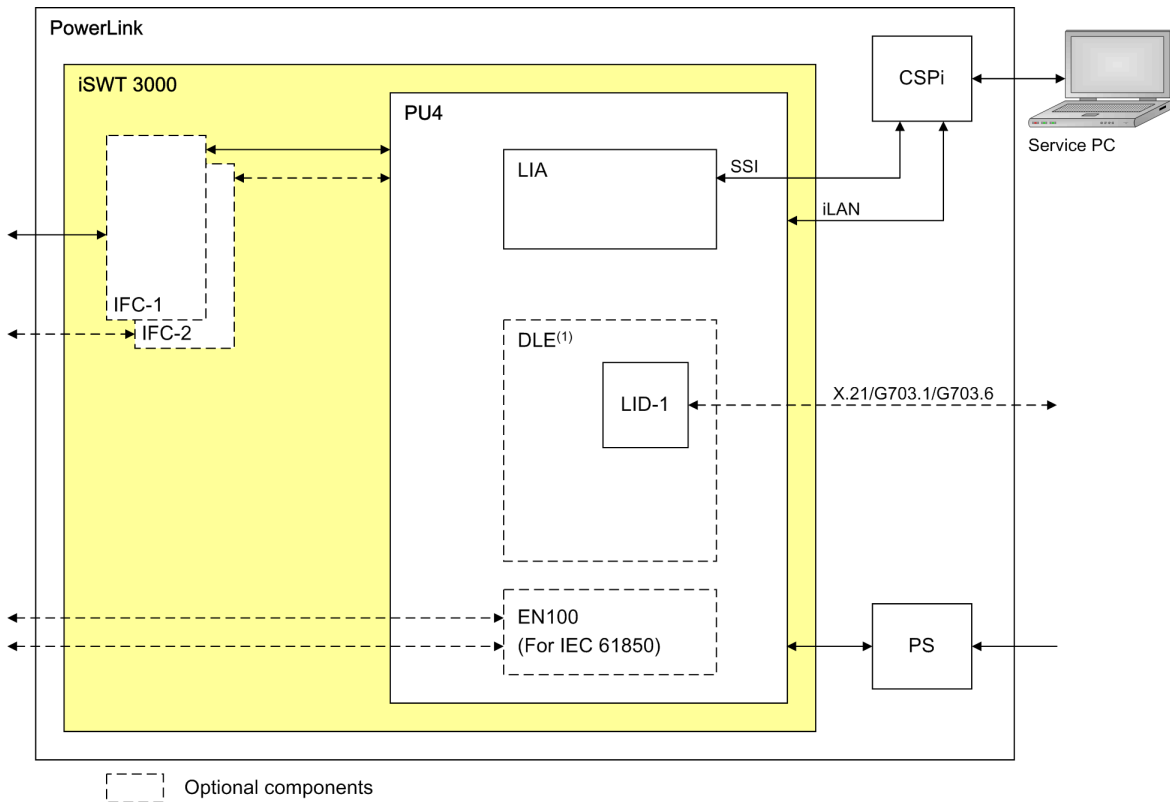 PowerLink
iSWT 3000
PU4
CSPi
Service PC
LIA
SSI
iLAN
IFC-1
IFC-2
DLE(1)
LID-1
X.21/G703.1/G703.6
EN100
(For IEC 61850)
PS
Optional components